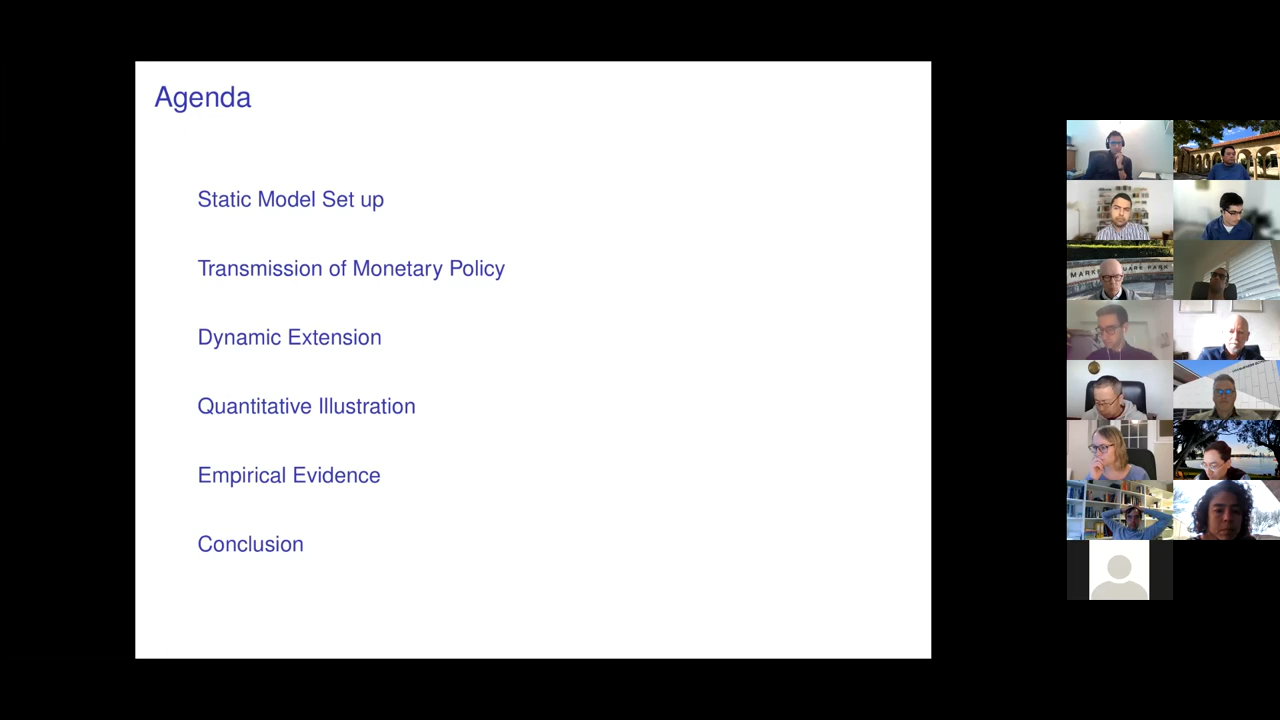 Agenda
Static Model Set up
Transmission of Monetary Policy
Dynamic Extension
Quantitative Illustration
Empirical Evidence
Conclusion